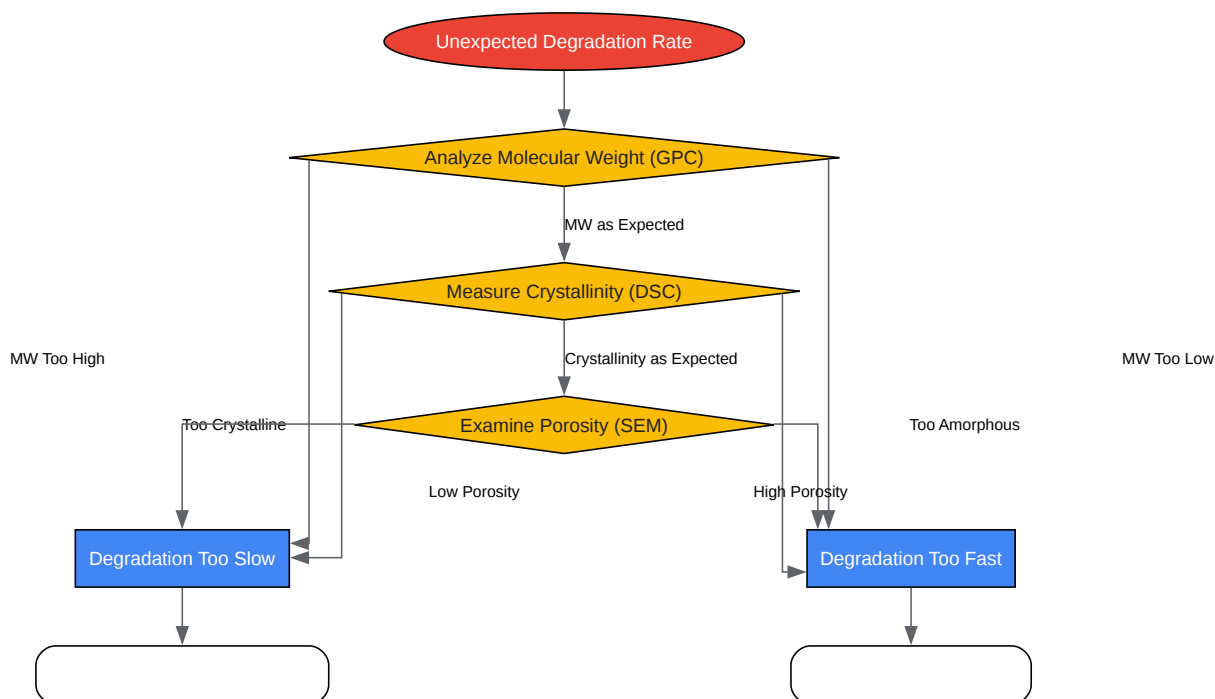 Unexpected Degradation Rate
Analyze Molecular Weight (GPC)
MW as Expected
Measure Crystallinity (DSC)
MW Too High
Crystallinity as Expected
MW Too Low
Too Crystalline
Examine Porosity (SEM)
Too Amorphous
Low Porosity
High Porosity
Degradation Too Slow
Degradation Too Fast